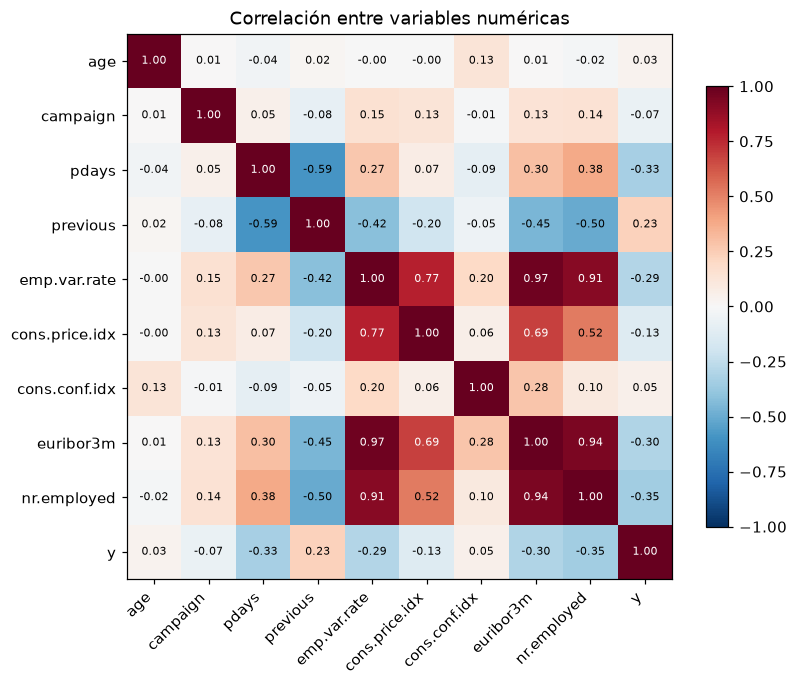 Correlación entre variables numéricas
age 1.00 0.01 -0.04 0.02 -0.00 -0.00 0.13 0.01 -0.02 0.03
campaign 0.01 1.00 0.05 -0.08 0.15 0.13 -0.01 0.13 0.14 -0.07
pdays -0.04 0.05 1.00 -0.59 0.27 0.07 -0.09 0.30 0.38 -0.33
previous 0.02 -0.08 -0.59 1.00 -0.42 -0.20 -0.05 -0.45 -0.50 0.23
emp.var.rate -0.00 0.15 0.27 -0.42 1.00 0.77 0.20 0.97 0.91 -0.29
cons.price.idx -0.00 0.13 0.07 -0.20 0.77 1.00 0.06 0.69 0.52 -0.13
cons.conf.idx 0.13 -0.01 -0.09 -0.05 0.20 0.06 1.00 0.28 0.10 0.05
euribor3m 0.01 0.13 0.30 -0.45 0.97 0.69 0.28 1.00 0.94 -0.30
nr.employed -0.02 0.14 0.38 -0.50 0.91 0.52 0.10 0.94 1.00 -0.35
y 0.03 -0.07 -0.33 0.23 -0.29 -0.13 0.05 -0.30 -0.35 1.00
age campaign pdays previous emp.var.rate cons.price.idx cons.conf.idx euribor3m nr.employed y
1.00
0.75
0.50
0.25
0.00
−0.25
−0.50
−0.75
−1.00